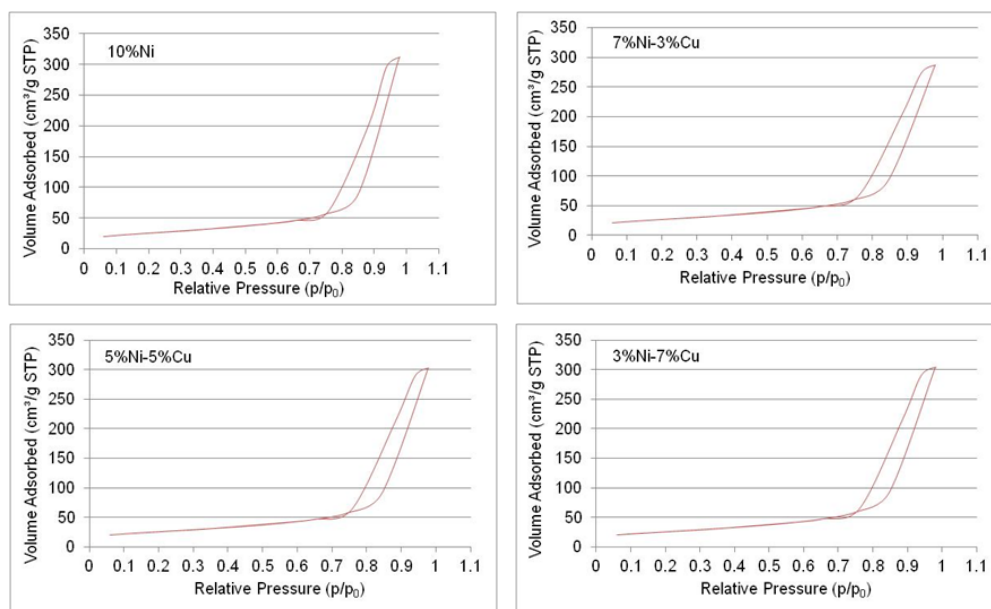 10%Ni
Volume Adsorbed (cm³/g STP)
350
300
250
200
150
100
50
0
0 0.1 0.2 0.3 0.4 0.5 0.6 0.7 0.8 0.9 1 1.1
Relative Pressure (p/p₀)
7%Ni-3%Cu
Volume Adsorbed (cm³/g STP)
350
300
250
200
150
100
50
0
0 0.1 0.2 0.3 0.4 0.5 0.6 0.7 0.8 0.9 1 1.1
Relative Pressure (p/p₀)
5%Ni-5%Cu
Volume Adsorbed (cm³/g STP)
350
300
250
200
150
100
50
0
0 0.1 0.2 0.3 0.4 0.5 0.6 0.7 0.8 0.9 1 1.1
Relative Pressure (p/p₀)
3%Ni-7%Cu
Volume Adsorbed (cm³/g STP)
350
300
250
200
150
100
50
0
0 0.1 0.2 0.3 0.4 0.5 0.6 0.7 0.8 0.9 1 1.1
Relative Pressure (p/p₀)